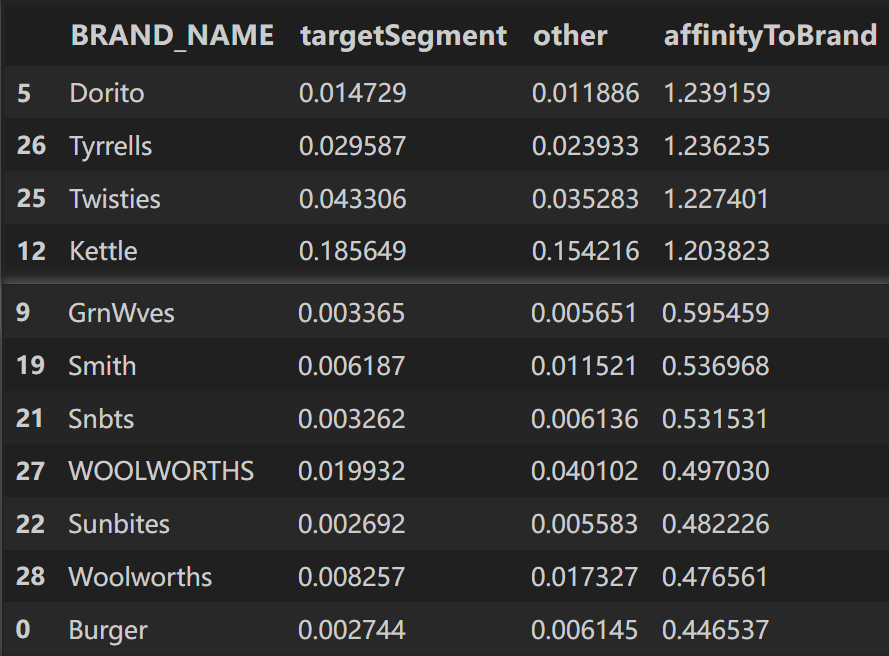 BRAND_NAME targetSegment other affinityToBrand
5 Dorito 0.014729 0.011886 1.239159
26 Tyrrells 0.029587 0.023933 1.236235
25 Twisties 0.043306 0.035283 1.227401
12 Kettle 0.185649 0.154216 1.203823
9 GrnWves 0.003365 0.005651 0.595459
19 Smith 0.006187 0.011521 0.536968
21 Snbts 0.003262 0.006136 0.531531
27 WOOLWORTHS 0.019932 0.040102 0.497030
22 Sunbites 0.002692 0.005583 0.482226
28 Woolworths 0.008257 0.017327 0.476561
0 Burger 0.002744 0.006145 0.446537